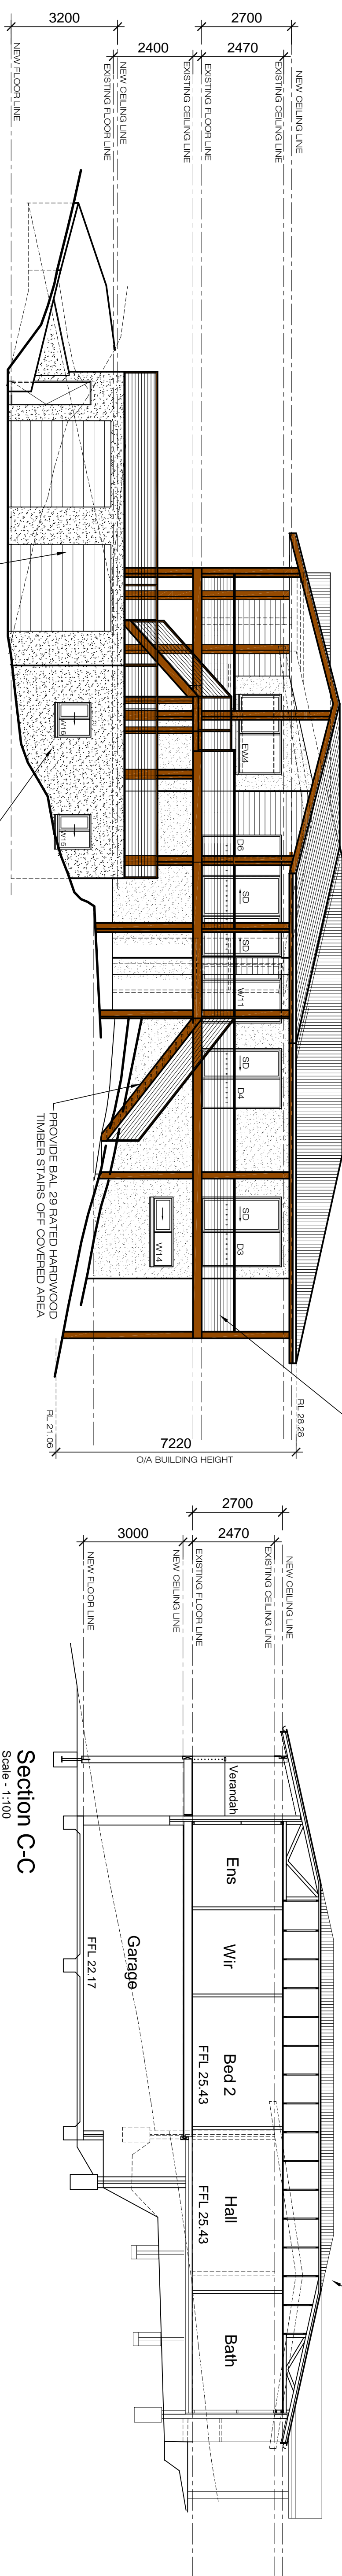 3200
2400
2700
2470
NEW FLOOR LINE
NEW CEILING LINE
EXISTING FLOOR LINE
EXISTING CEILING LINE
EXISTING FLOOR LINE
EXISTING CEILING LINE
NEW CEILING LINE
EW4
D6
SD
SD
W11
SD
D4
SD
D3
W16
W15
W14
PROVIDE BAL 29 RATED HARDWOOD
TIMBER STAIRS OFF COVERED AREA
RL 28.28
RL 21.06
7220
O/A BUILDING HEIGHT
2700
2470
3000
NEW CEILING LINE
EXISTING CEILING LINE
EXISTING FLOOR LINE
NEW CEILING LINE
NEW FLOOR LINE
Verandah
Ens
Wir
Bed 2
FFL 25.43
Hall
FFL 25.43
Bath
Garage
FFL 22.17
Section C-C
Scale - 1:100